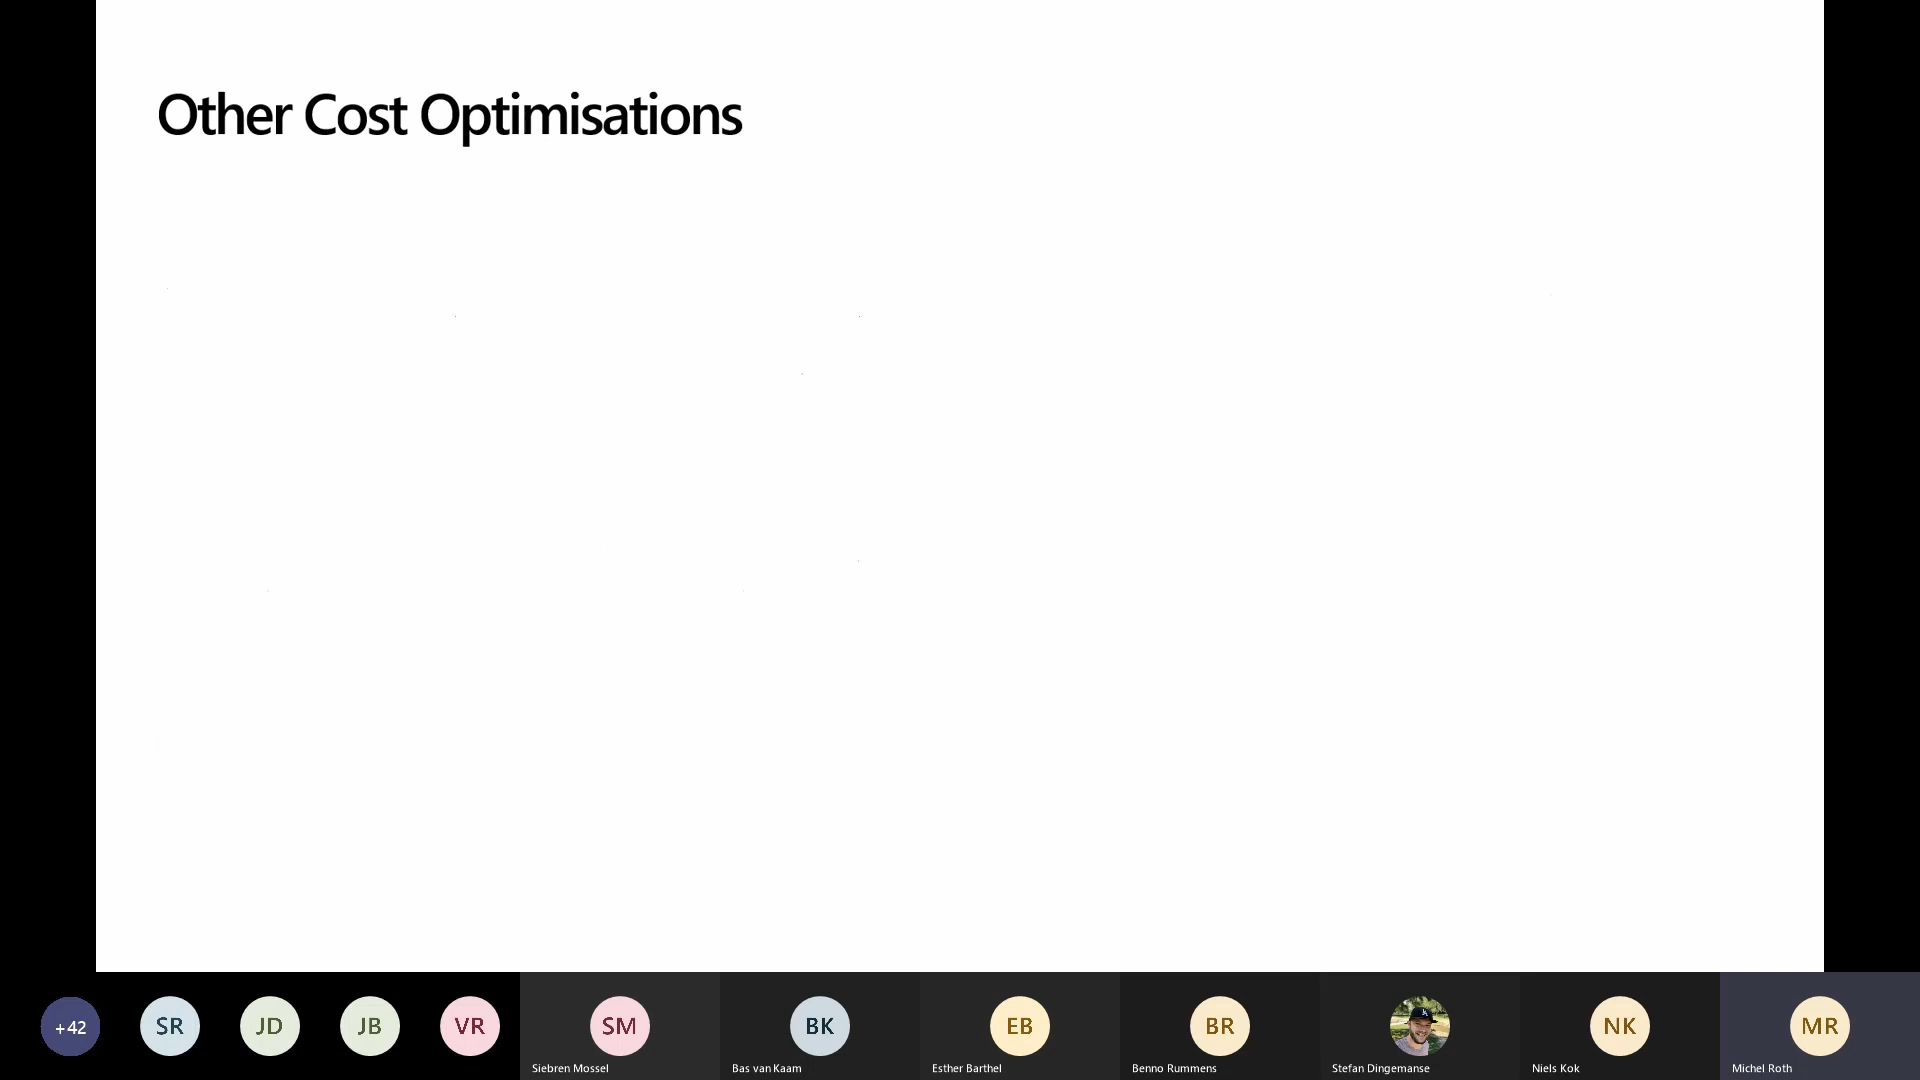 Other Cost Optimisations
+42
SR
JD
JB
VR
SM
BK
EB
BR
NK
MR
Siebren Mossel
Bas van Kaam
Esther Barthel
Benno Rummens
Stefan Dingemanse
Niels Kok
Michel Roth